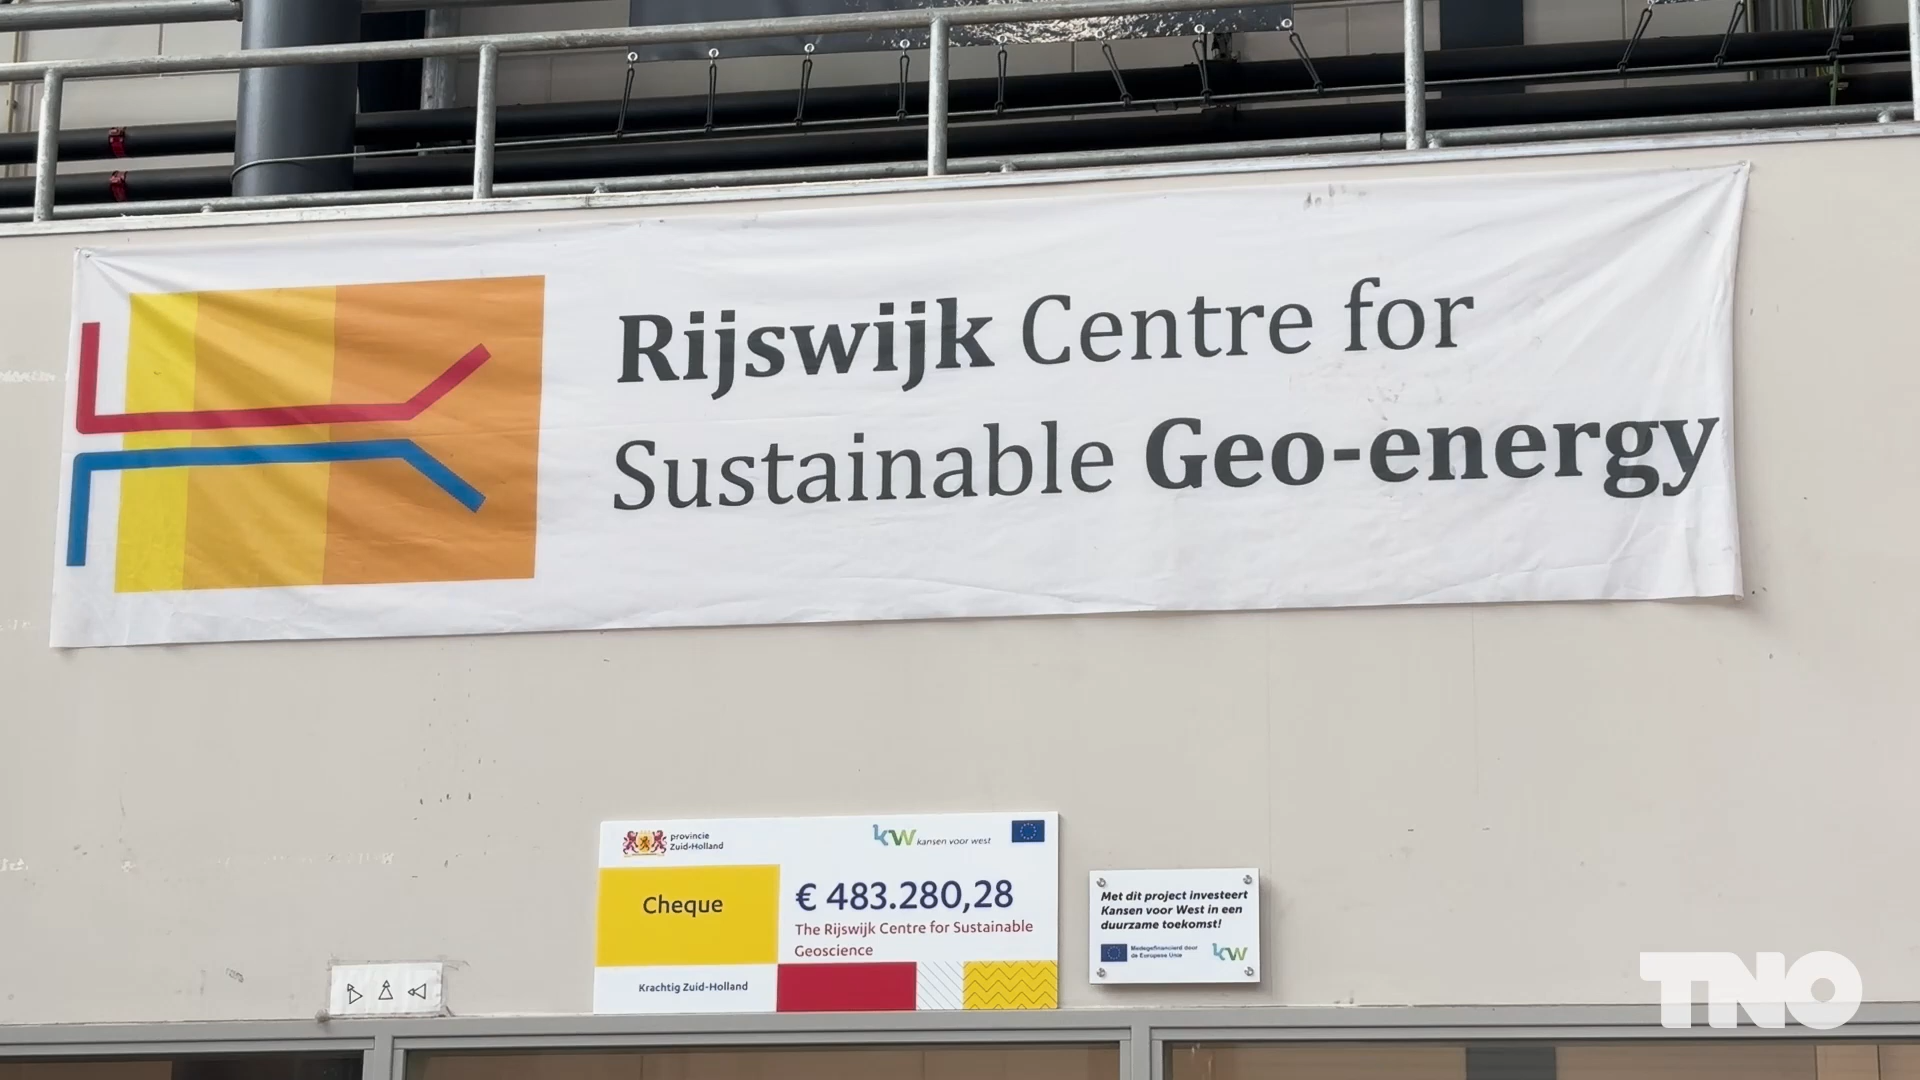 Rijswijk Centre for
Sustainable Geo-energy
provincie
Zuid-Holland
kw kansen voor west
Cheque
€ 483.280,28
The Rijswijk Centre for Sustainable
Geoscience
Krachtig Zuid-Holland
Met dit project investeert
Kansen voor West in een
duurzame toekomst!
Medegefinancierd door
de Europese Unie
kw
TNO